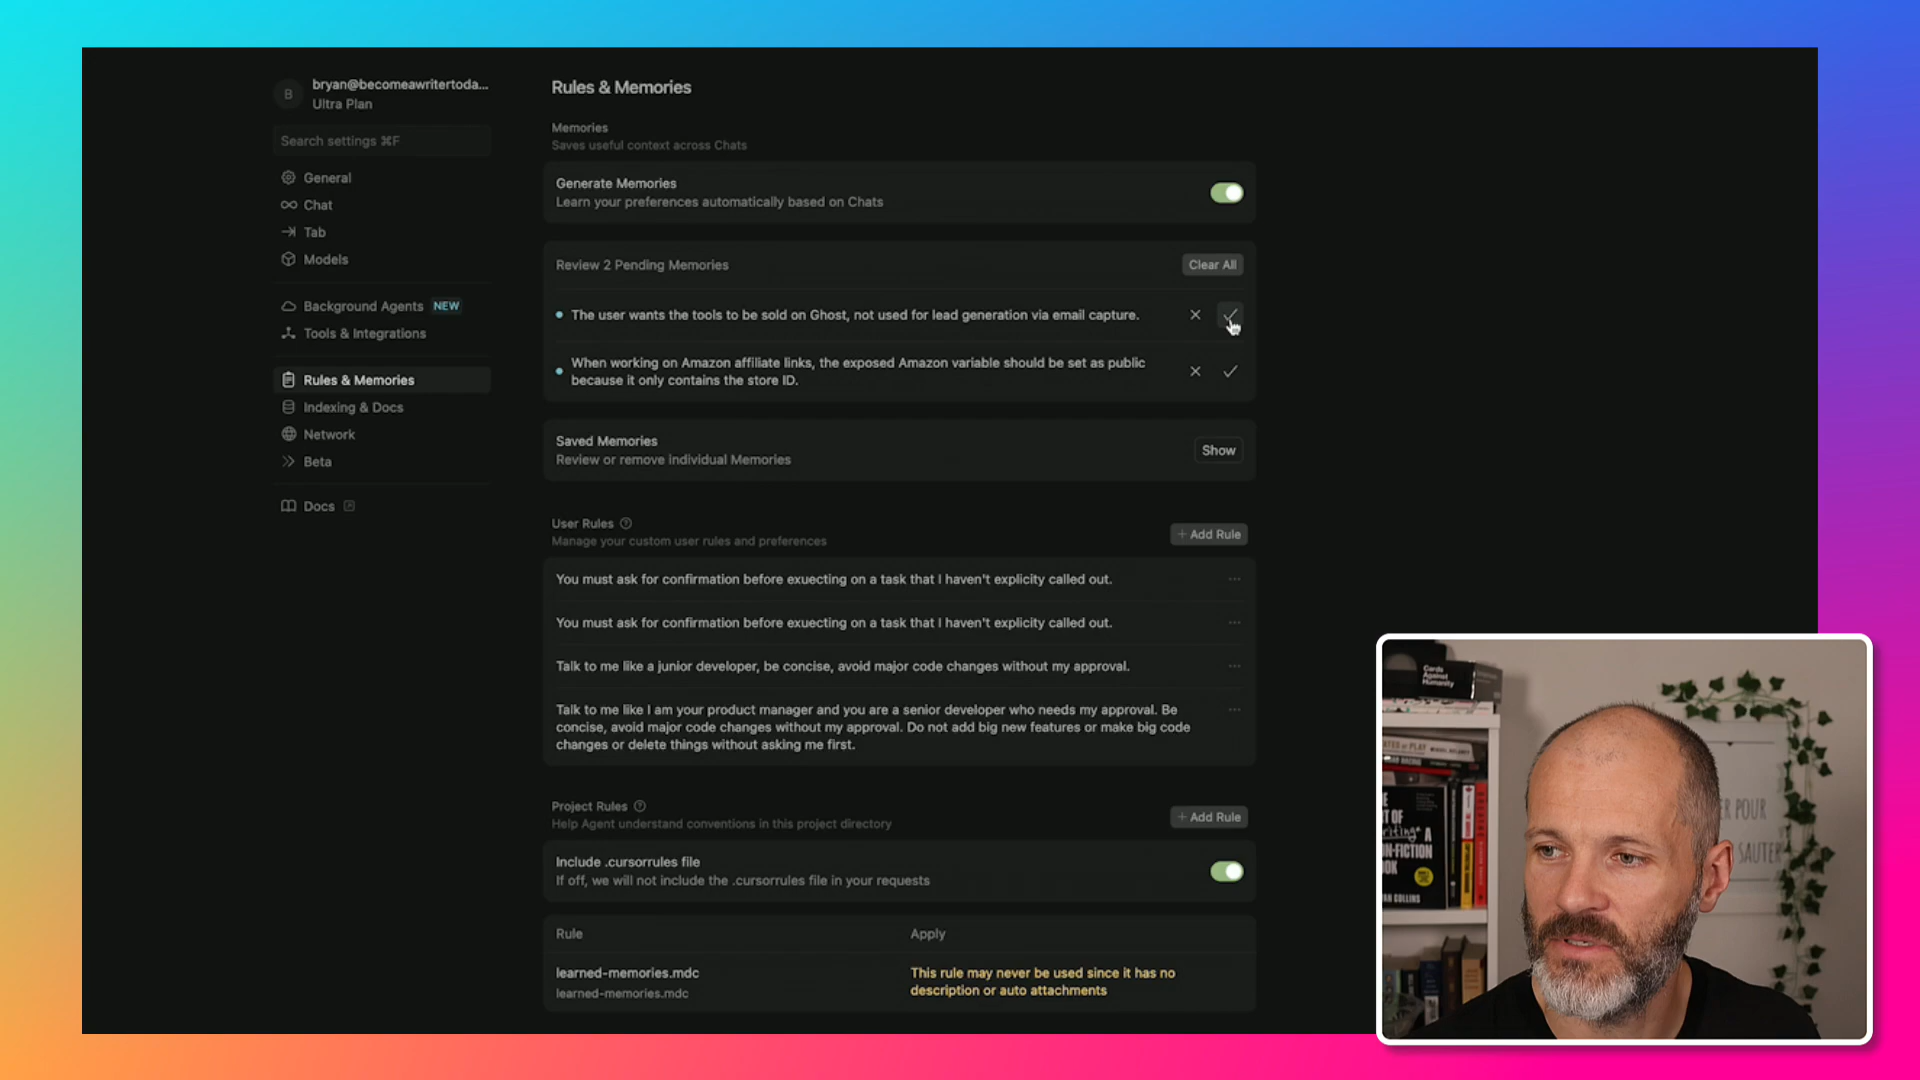 B
bryan@becomeawritertoda...
Ultra Plan
Search settings ⌘F
General
Chat
Tab
Models
Background Agents NEW
Tools & Integrations
Rules & Memories
Indexing & Docs
Network
Beta
Docs
Rules & Memories
Memories
Saves useful context across Chats
Generate Memories
Learn your preferences automatically based on Chats
Review 2 Pending Memories
Clear All
The user wants the tools to be sold on Ghost, not used for lead generation via email capture.
When working on Amazon affiliate links, the exposed Amazon variable should be set as public
because it only contains the store ID.
Saved Memories
Review or remove individual Memories
Show
User Rules
Manage your custom user rules and preferences
+ Add Rule
You must ask for confirmation before exuecting on a task that I haven't explicity called out.
You must ask for confirmation before exuecting on a task that I haven't explicity called out.
Talk to me like a junior developer, be concise, avoid major code changes without my approval.
Talk to me like I am your product manager and you are a senior developer who needs my approval. Be
concise, avoid major code changes without my approval. Do not add big new features or make big code
changes or delete things without asking me first.
Project Rules
Help Agent understand conventions in this project directory
+ Add Rule
Include .cursorrules file
If off, we will not include the .cursorrules file in your requests
Rule
Apply
learned-memories.mdc
learned-memories.mdc
This rule may never be used since it has no
description or auto attachments
Cards
Against
Humanity
POUR
SAUTER
N-FICTION
COLLINS